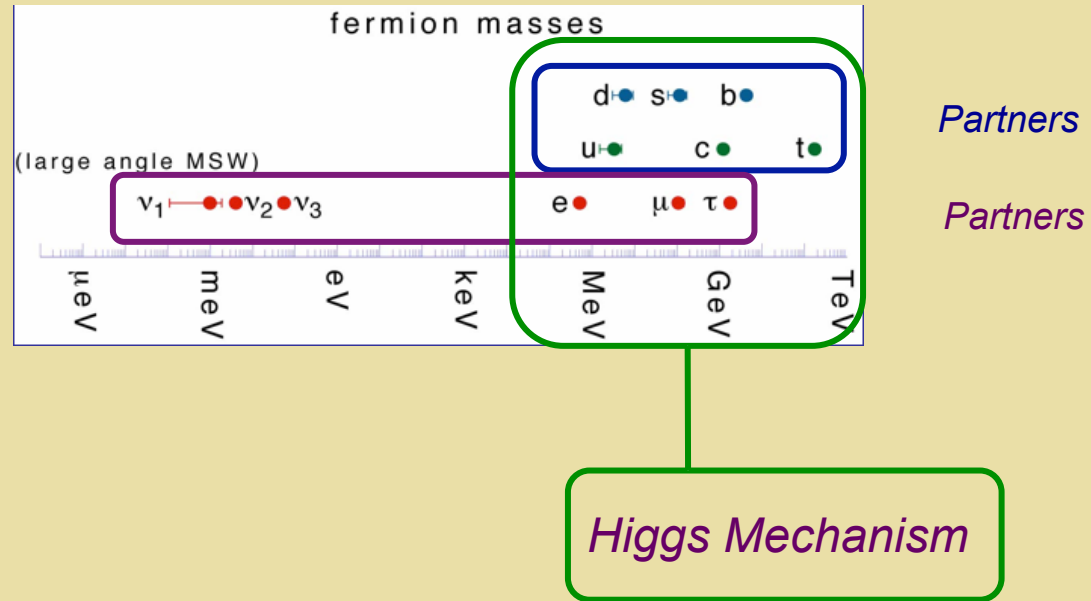 fermion masses
d s b
Partners
u c t
(large angle MSW)
ν₁ ν₂ ν₃ e μ τ
Partners
μeV meV eV keV MeV GeV TeV
Higgs Mechanism